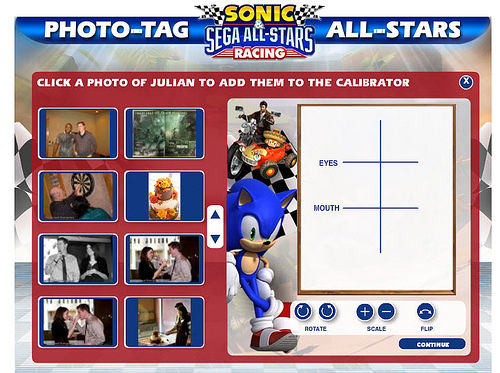 PHOTO-TAG
SONIC
& SEGA ALL-STARS
RACING
ALL-STARS
CLICK A PHOTO OF JULIAN TO ADD THEM TO THE CALIBRATOR
X
EYES
MOUTH
ROTATE
SCALE
FLIP
CONTINUE